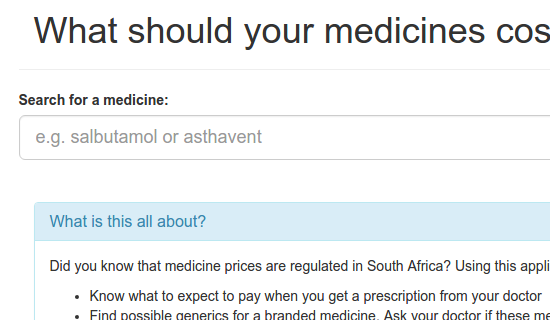 What should your medicines cos
Search for a medicine:
e.g. salbutamol or asthavent
What is this all about?
Did you know that medicine prices are regulated in South Africa? Using this appli
• Know what to expect to pay when you get a prescription from your doctor
• Find possible generics for a branded medicine. Ask your doctor if these me